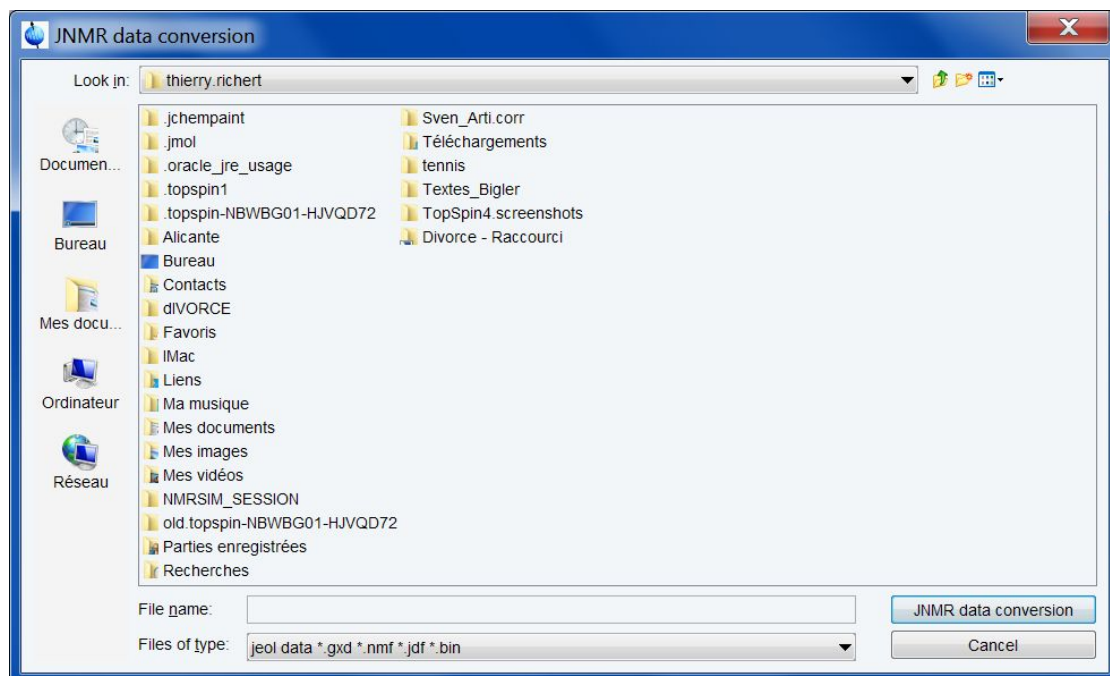 JNMR data conversion
Look in: thierry.richert
Documen...
Bureau
Mes docu...
Ordinateur
Réseau
.jchempaint
.jmol
.oracle_jre_usage
.topspin1
.topspin-NBWBG01-HJVQD72
Alicante
Bureau
Contacts
dIVORCE
Favoris
IMac
Liens
Ma musique
Mes documents
Mes images
Mes vidéos
NMRSIM_SESSION
old.topspin-NBWBG01-HJVQD72
Parties enregistrées
Recherches
Sven_Arti.corr
Téléchargements
tennis
Textes_Bigler
TopSpin4.screenshots
Divorce - Raccourci
File name:
JNMR data conversion
Files of type: jeol data *.gxd *.nmf *.jdf *.bin
Cancel